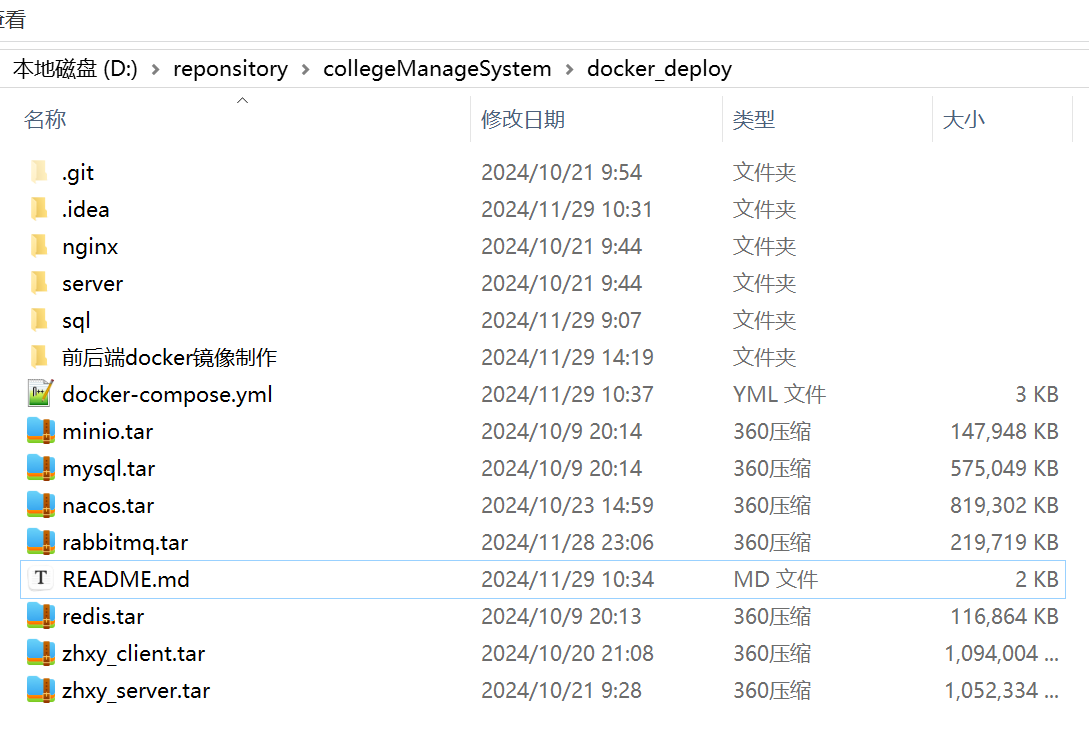 查看
本地磁盘 (D:) › reponsitory › collegeManageSystem › docker_deploy
名称 修改日期 类型 大小
.git 2024/10/21 9:54 文件夹
.idea 2024/11/29 10:31 文件夹
nginx 2024/10/21 9:44 文件夹
server 2024/10/21 9:44 文件夹
sql 2024/11/29 9:07 文件夹
前后端docker镜像制作 2024/11/29 14:19 文件夹
docker-compose.yml 2024/11/29 10:37 YML 文件 3 KB
minio.tar 2024/10/9 20:14 360压缩 147,948 KB
mysql.tar 2024/10/9 20:14 360压缩 575,049 KB
nacos.tar 2024/10/23 14:59 360压缩 819,302 KB
rabbitmq.tar 2024/11/28 23:06 360压缩 219,719 KB
README.md 2024/11/29 10:34 MD 文件 2 KB
redis.tar 2024/10/9 20:13 360压缩 116,864 KB
zhxy_client.tar 2024/10/20 21:08 360压缩 1,094,004 ...
zhxy_server.tar 2024/10/21 9:28 360压缩 1,052,334 ...